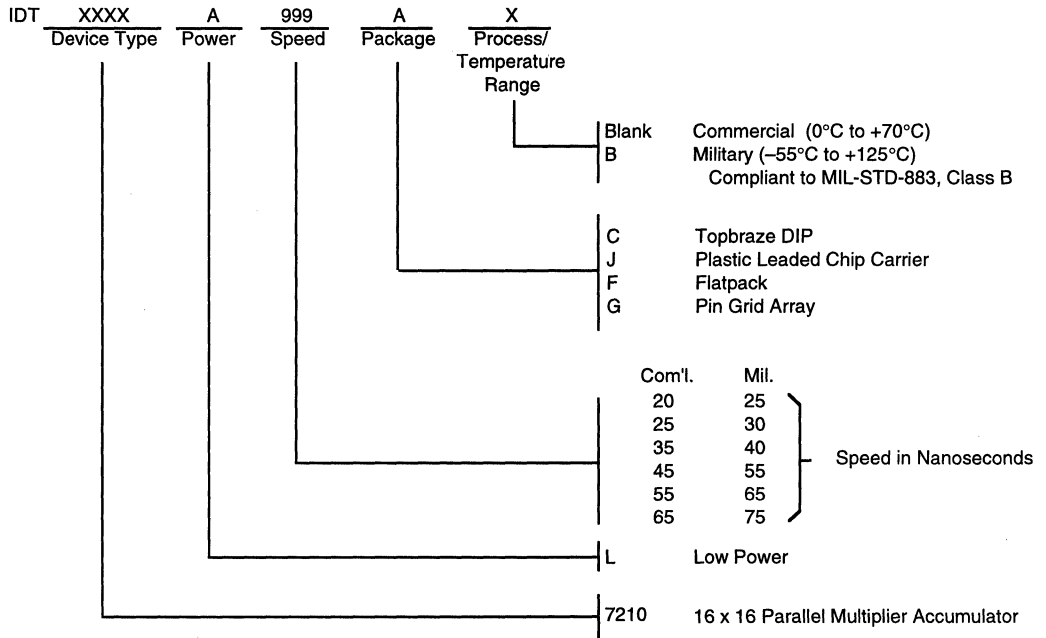 IDT XXXX A 999 A X
Device Type Power Speed Package Process/
Temperature
Range
Blank Commercial (0°C to +70°C)
B Military (–55°C to +125°C)
Compliant to MIL-STD-883, Class B
C Topbraze DIP
J Plastic Leaded Chip Carrier
F Flatpack
G Pin Grid Array
Com'l. Mil.
20 25
25 30
35 40
45 55
55 65
65 75
Speed in Nanoseconds
L Low Power
7210 16 x 16 Parallel Multiplier Accumulator